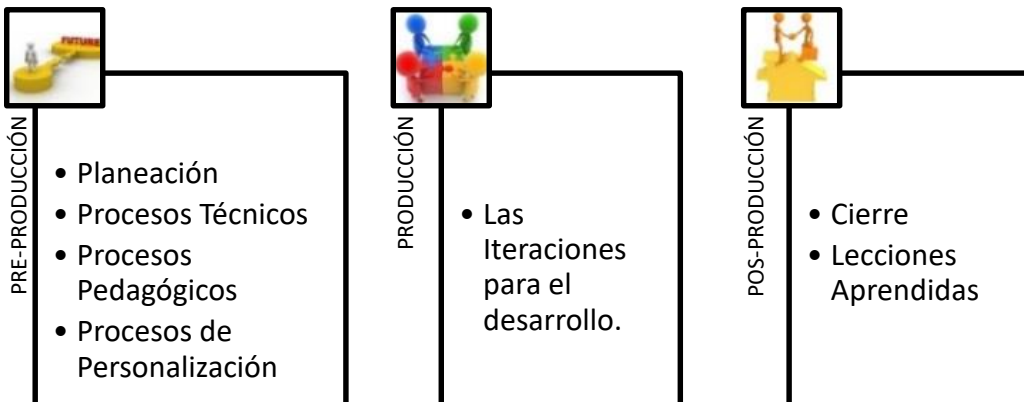 FUTURE
PRE-PRODUCCIÓN
• Planeación
• Procesos Técnicos
• Procesos
Pedagógicos
• Procesos de
Personalización
PRODUCCIÓN
• Las
Iteraciones
para el
desarrollo.
POS-PRODUCCIÓN
• Cierre
• Lecciones
Aprendidas